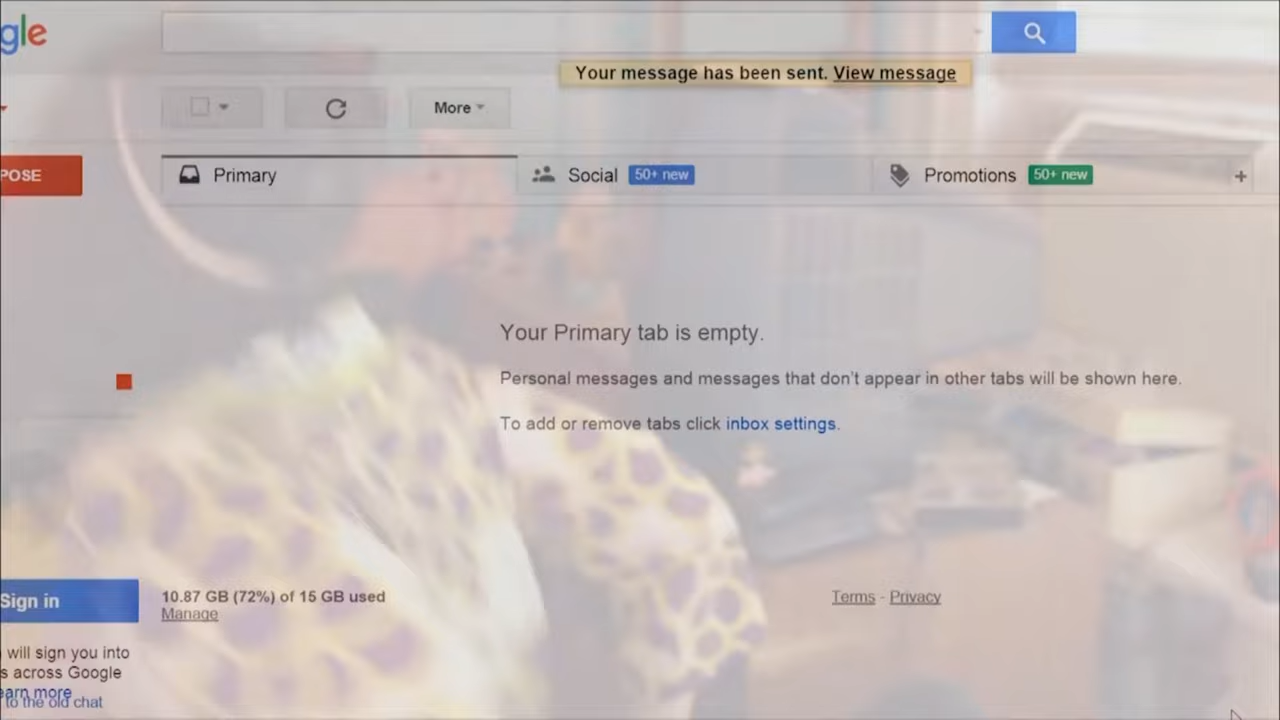 gle
Your message has been sent. View message
More
POSE
Primary
Social 50+ new
Promotions 50+ new
+
Your Primary tab is empty.
Personal messages and messages that don't appear in other tabs will be shown here.
To add or remove tabs click inbox settings.
Sign in
10.87 GB (72%) of 15 GB used
Manage
Terms - Privacy
will sign you into
s across Google
earn more
to the old chat